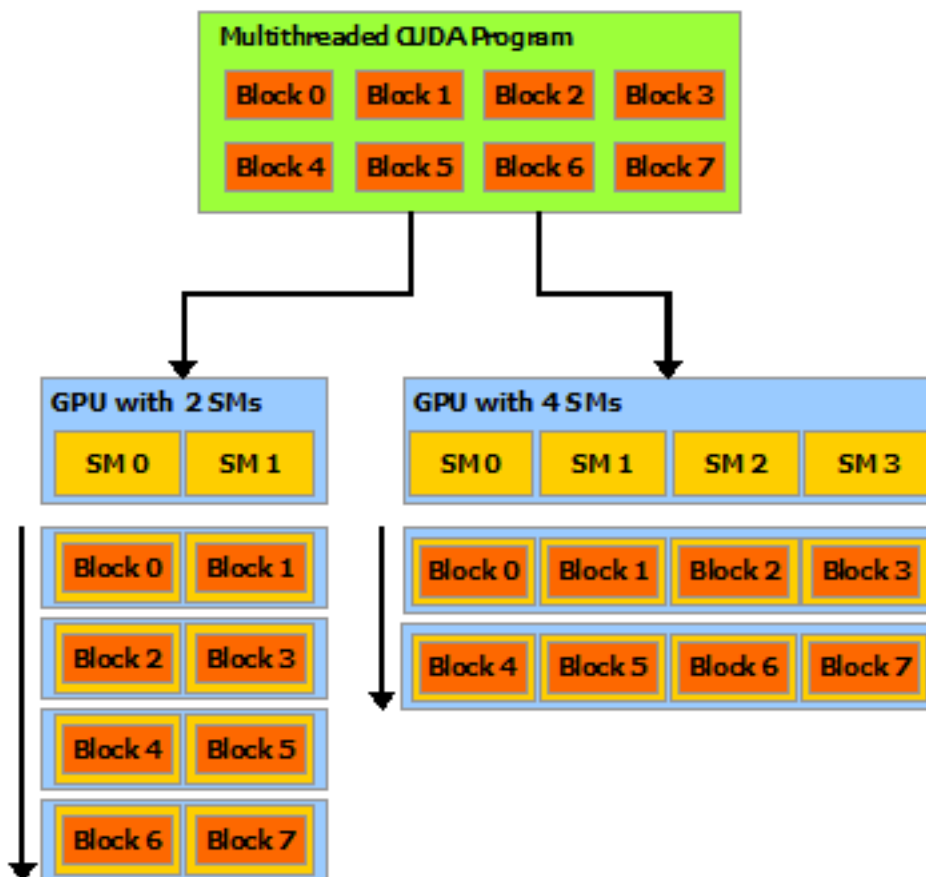 Multithreaded CUDA Program
Block 0 Block 1 Block 2 Block 3
Block 4 Block 5 Block 6 Block 7
GPU with 2 SMs
SM 0 SM 1
Block 0 Block 1
Block 2 Block 3
Block 4 Block 5
Block 6 Block 7
GPU with 4 SMs
SM 0 SM 1 SM 2 SM 3
Block 0 Block 1 Block 2 Block 3
Block 4 Block 5 Block 6 Block 7